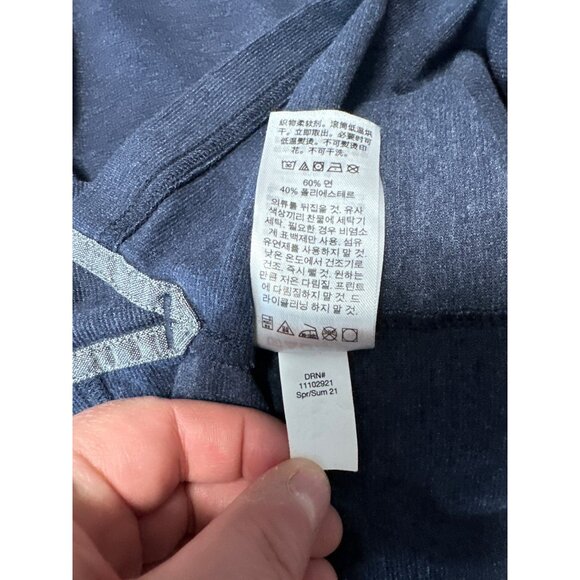 织物柔软剂。滚筒低温烘
干。立即取出。必要时可
低温熨烫。不可熨烫印
花。不可干洗。
60% 면
40% 폴리에스테르
의류를 뒤집을 것. 유사
색상끼리 찬물에 세탁기
세탁. 필요한 경우 비염소
계 표백제만 사용. 섬유
유연제를 사용하지 말 것.
낮은 온도에서 건조기로
건조. 즉시 뺄 것. 원하는
만큼 저온 다림질. 프린트
에 다림질하지 말 것. 드
라이클리닝 하지 말 것.
DRN#
11102921
Spr/Sum 21